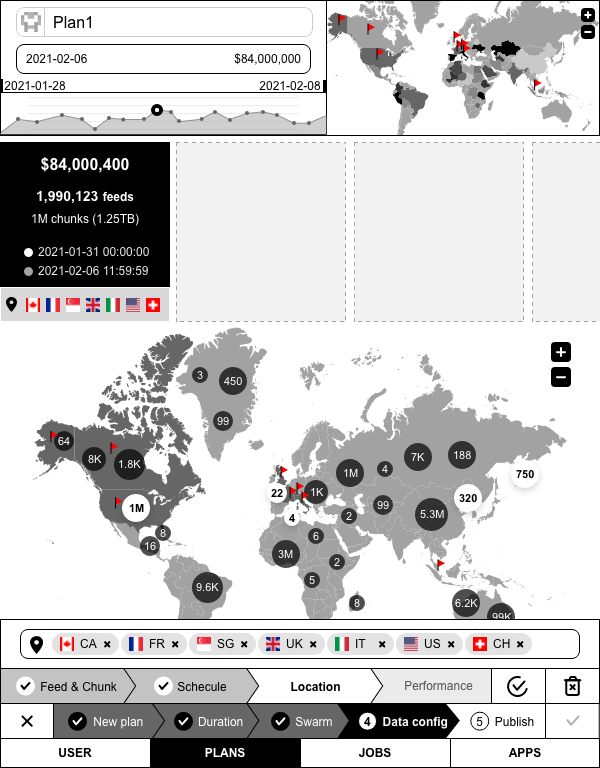 Plan1
2021-02-06 $84,000,000
2021-01-28 2021-02-08
$84,000,400
1,990,123 feeds
1M chunks (1.25TB)
2021-01-31 00:00:00
2021-02-06 11:59:59
3
450
99
64
8K
1.8K
1M
8
16
9.6K
22
1K
4
1M
4
7K
188
750
99
320
5.3M
2
6
3M
2
5
8
6.2K
99K
CA × FR × SG × UK × IT × US × CH ×
Feed & Chunk Schecule Location Performance
× New plan Duration Swarm 4 Data config 5 Publish
USER PLANS JOBS APPS